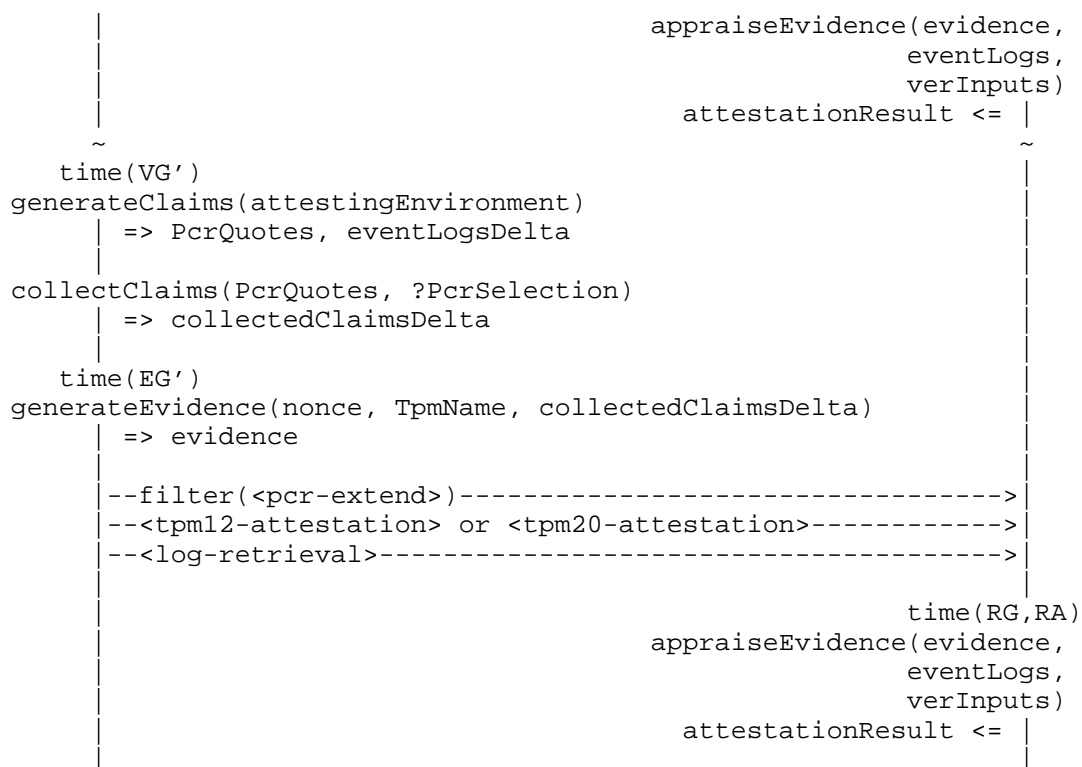 appraiseEvidence(evidence,
eventLogs,
verInputs)
attestationResult <= |
~ ~
time(VG’) |
generateClaims(attestingEnvironment) |
| => PcrQuotes, eventLogsDelta |
collectClaims(PcrQuotes, ?PcrSelection) |
| => collectedClaimsDelta |
time(EG’) |
generateEvidence(nonce, TpmName, collectedClaimsDelta) |
| => evidence |
|--filter(<pcr-extend>)---------------------------------->|
|--<tpm12-attestation> or <tpm20-attestation>------------>|
|--<log-retrieval>--------------------------------------->|
time(RG,RA)
appraiseEvidence(evidence,
eventLogs,
verInputs)
attestationResult <= |